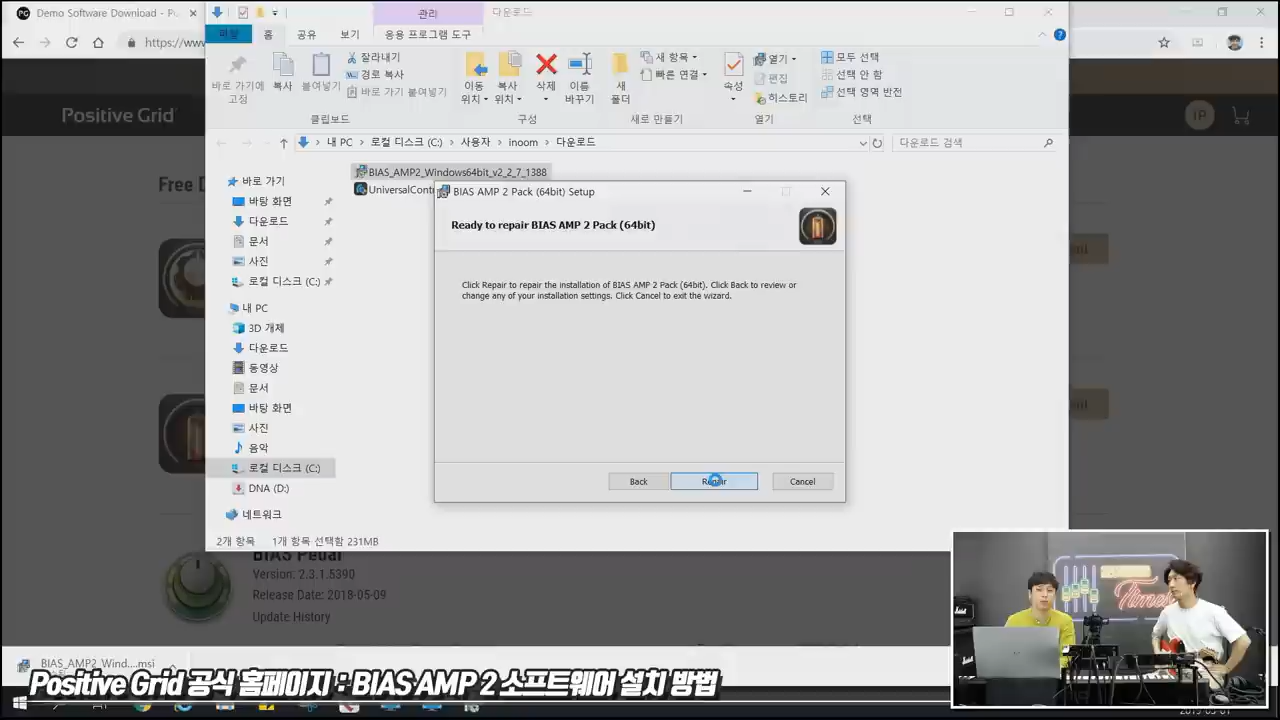 Demo Software Download - Po
관리
다운로드
https://www
파일
홈
공유
보기
응용 프로그램 도구
바로 가기에
고정
복사
붙여넣기
잘라내기
경로 복사
바로 가기 붙여넣기
클립보드
이동
위치
복사
위치
삭제
이름
바꾸기
구성
새
폴더
새 항목
빠른 연결
새로 만들기
속성
열기
편집
히스토리
열기
모두 선택
선택 안 함
선택 영역 반전
선택
Positive Grid
IP
내 PC > 로컬 디스크 (C:) > 사용자 > inoom > 다운로드
다운로드 검색
Free D
바로 가기
바탕 화면
다운로드
문서
사진
로컬 디스크 (C:)
내 PC
3D 개체
다운로드
동영상
문서
바탕 화면
사진
음악
로컬 디스크 (C:)
DNA (D:)
네트워크
BIAS_AMP2_Windows64bit_v2_2_7_1388
UniversalCont
BIAS AMP 2 Pack (64bit) Setup
Ready to repair BIAS AMP 2 Pack (64bit)
Click Repair to repair the installation of BIAS AMP 2 Pack (64bit). Click Back to review or
change any of your installation settings. Click Cancel to exit the wizard.
Back
Repair
Cancel
2개 항목
1개 항목 선택함 231MB
BIAS Pedal
Version: 2.3.1.5390
Release Date: 2018-05-09
Update History
BIAS_AMP2_Wind....msi
Positive Grid 공식 홈페이지 : BIAS AMP 2 소프트웨어 설치 방법